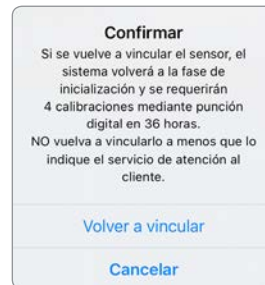 Confirmar
Si se vuelve a vincular el sensor, el
sistema volverá a la fase de
inicialización y se requerirán
4 calibraciones mediante punción
digital en 36 horas.
NO vuelva a vincularlo a menos que lo
indique el servicio de atención al
cliente.
Volver a vincular
Cancelar